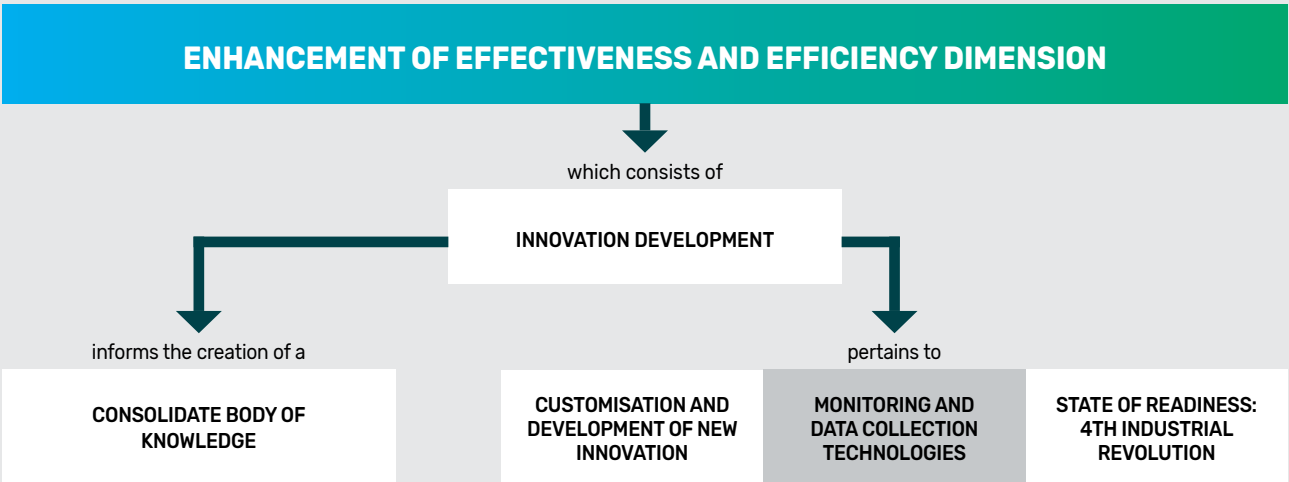 ENHANCEMENT OF EFFECTIVENESS AND EFFICIENCY DIMENSION
which consists of
INNOVATION DEVELOPMENT
informs the creation of a
CONSOLIDATE BODY OF
KNOWLEDGE
pertains to
CUSTOMISATION AND
DEVELOPMENT OF NEW
INNOVATION
MONITORING AND
DATA COLLECTION
TECHNOLOGIES
STATE OF READINESS:
4TH INDUSTRIAL
REVOLUTION